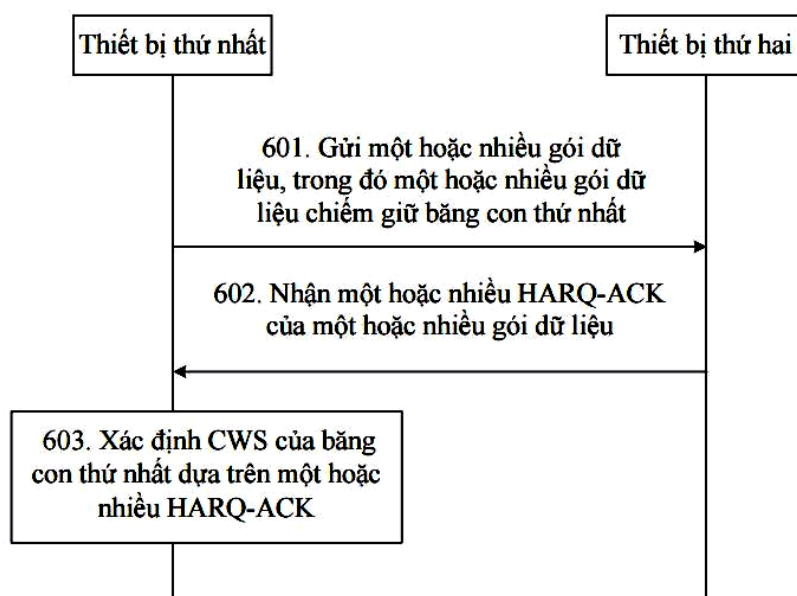 Thiết bị thứ nhất
Thiết bị thứ hai
601. Gửi một hoặc nhiều gói dữ
liệu, trong đó một hoặc nhiều gói dữ
liệu chiếm giữ băng con thứ nhất
602. Nhận một hoặc nhiều HARQ-ACK
của một hoặc nhiều gói dữ liệu
603. Xác định CWS của băng
con thứ nhất dựa trên một hoặc
nhiều HARQ-ACK